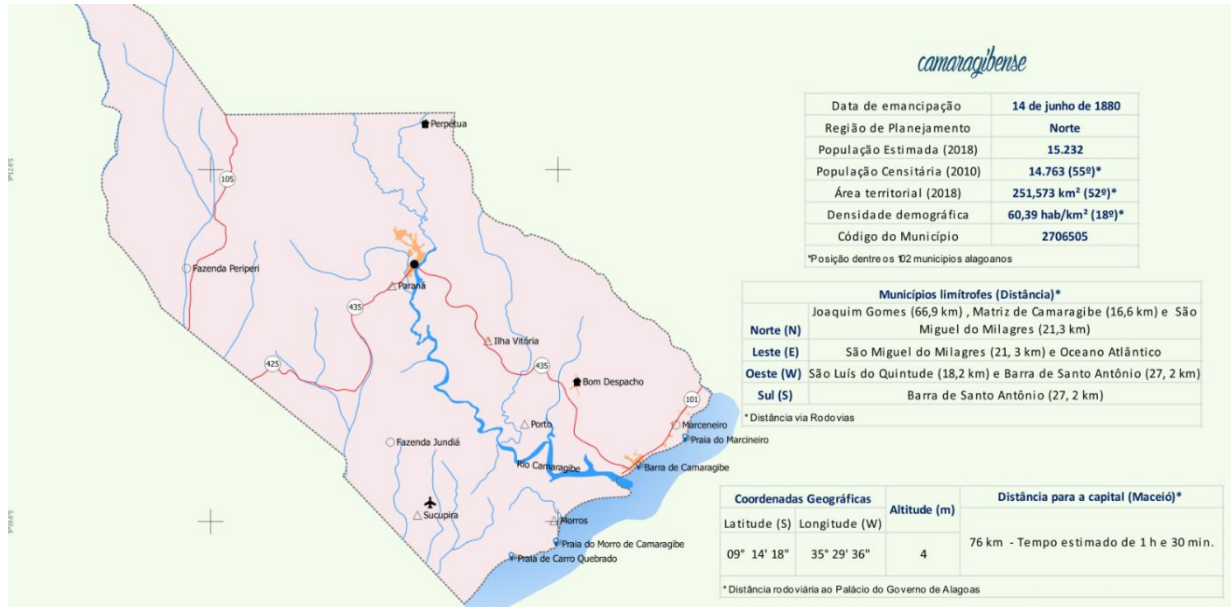 camaragibense
Data de emancipação 14 de junho de 1880
Região de Planejamento Norte
População Estimada (2018) 15.232
População Censitária (2010) 14.763 (55º)*
Área territorial (2018) 251,573 km² (52º)*
Densidade demográfica 60,39 hab/km² (18º)*
Código do Município 2706505
*Posição dentre os 102 municipios alagoanos
Municípios limítrofes (Distância)*
Norte (N) Joaquim Gomes (66,9 km) , Matriz de Camaragibe (16,6 km) e São
Miguel do Milagres (21,3 km)
Leste (E) São Miguel do Milagres (21, 3 km) e Oceano Atlântico
Oeste (W) São Luís do Quintude (18,2 km) e Barra de Santo Antônio (27, 2 km)
Sul (S) Barra de Santo Antônio (27, 2 km)
* Distância via Rodovias
Coordenadas Geográficas Altitude (m) Distância para a capital (Maceió)*
Latitude (S) Longitude (W)
09° 14' 18" 35° 29' 36" 4 76 km - Tempo estimado de 1 h e 30 min.
* Distância rodoviária ao Palácio do Governo de Alagoas
Perpétua
105
Fazenda Periperi
Paraná
435
Ilha Vitória
425
435
Bom Despacho
101
Porto
Marceneiro
Praia do Marcineiro
Fazenda Jundiá
Rio Camaragibe
Barra de Camaragibe
Sucupira
Morros
Praia do Morro de Camaragibe
Praia de Carro Quebrado